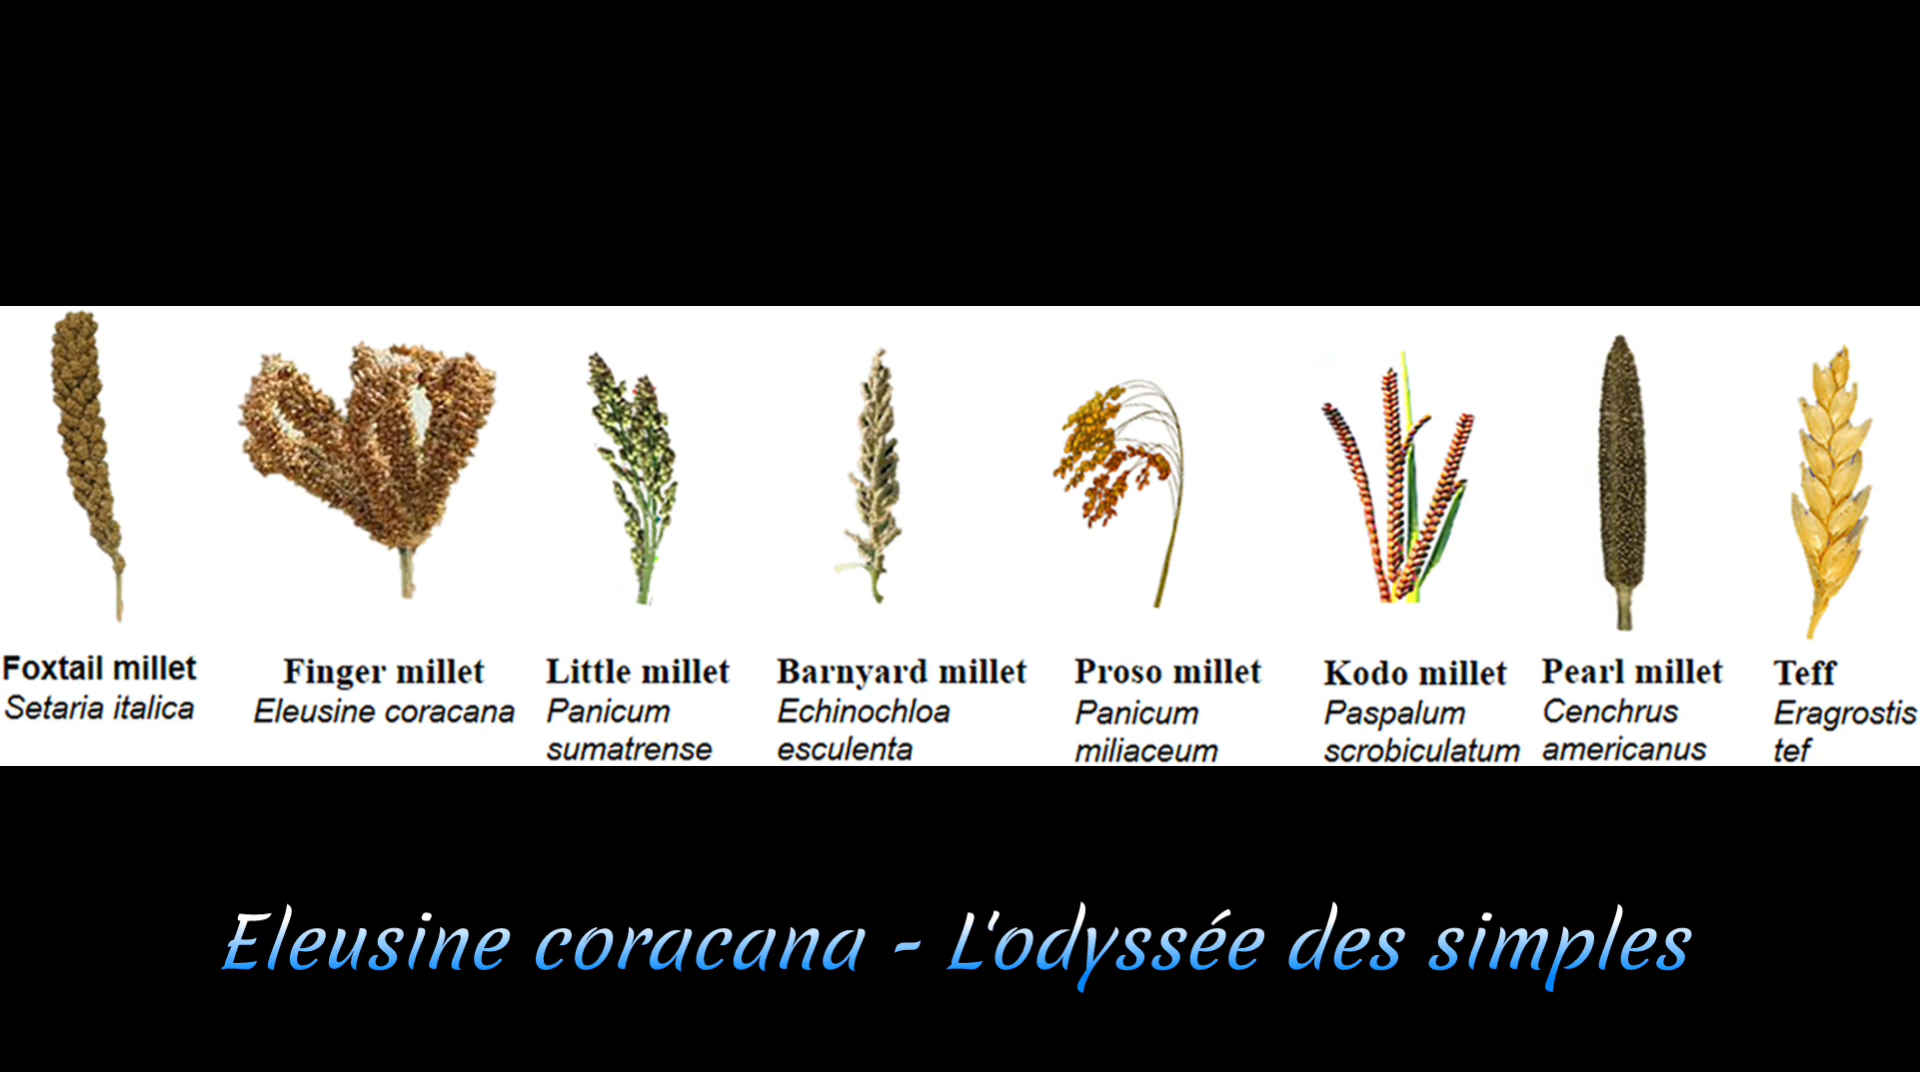 Foxtail millet
Setaria italica
Finger millet
Eleusine coracana
Little millet
Panicum
sumatrense
Barnyard millet
Echinochloa
esculenta
Proso millet
Panicum
miliaceum
Kodo millet
Paspalum
scrobiculatum
Pearl millet
Cenchrus
americanus
Teff
Eragrostis
tef
Eleusine coracana - L'odyssée des simples